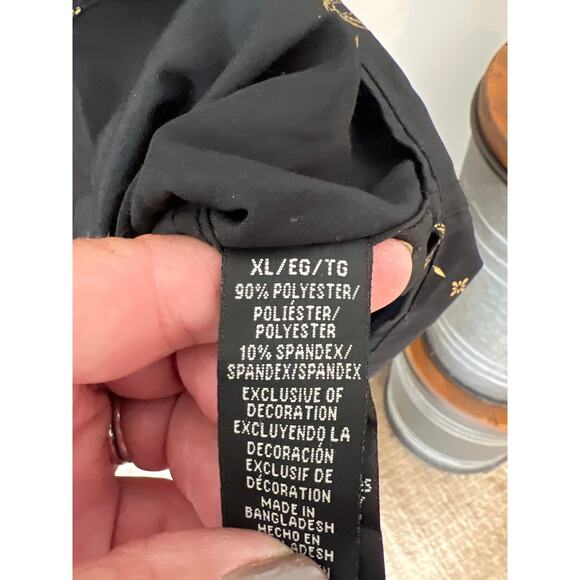 XL/EG/TG
90% POLYESTER/
POLIÉSTER/
POLYESTER
10% SPANDEX/
SPANDEX/SPANDEX
EXCLUSIVE OF
DECORATION
EXCLUYENDO LA
DECORACIÓN
EXCLUSIF DE
DÉCORATION
MADE IN
BANGLADESH
HECHO EN